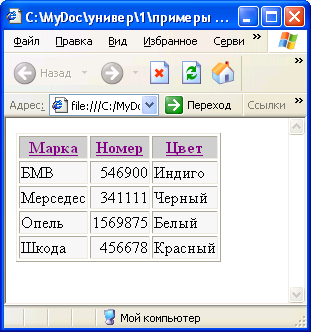 C:\MyDoc\универ\1\примеры ...
Файл Правка Вид Избранное Серви »
Назад »
Адрес: file:///C:/MyDo Переход Ссылки »
Марка Номер Цвет
БМВ 546900 Индиго
Мерседес 341111 Черный
Опель 1569875 Белый
Шкода 456678 Красный
Мой компьютер